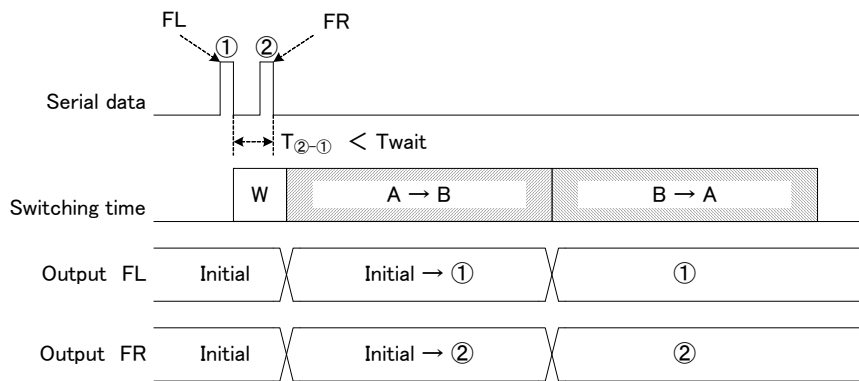 FL FR
① ②
Serial data
T②-① < Twait
Switching time W A → B B → A
Output FL Initial Initial → ① ①
Output FR Initial Initial → ② ②